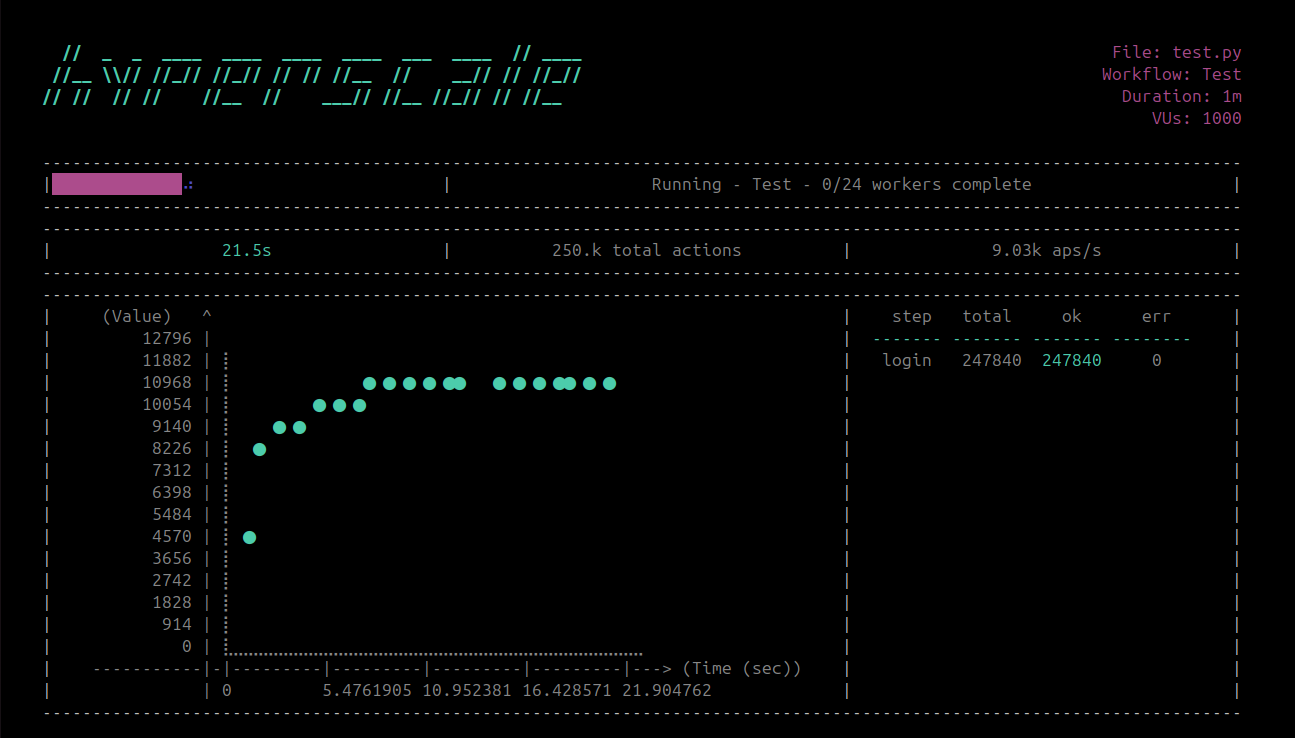 hyperscale
File: test.py
Workflow: Test
Duration: 1m
VUs: 1000
Running - Test - 0/24 workers complete
21.5s 250.k total actions 9.03k aps/s
(Value) ^ step total ok err
12796
11882 login 247840 247840 0
10968
10054
9140
8226
7312
6398
5484
4570
3656
2742
1828
914
0
(Time (sec))
0 5.4761905 10.952381 16.428571 21.904762